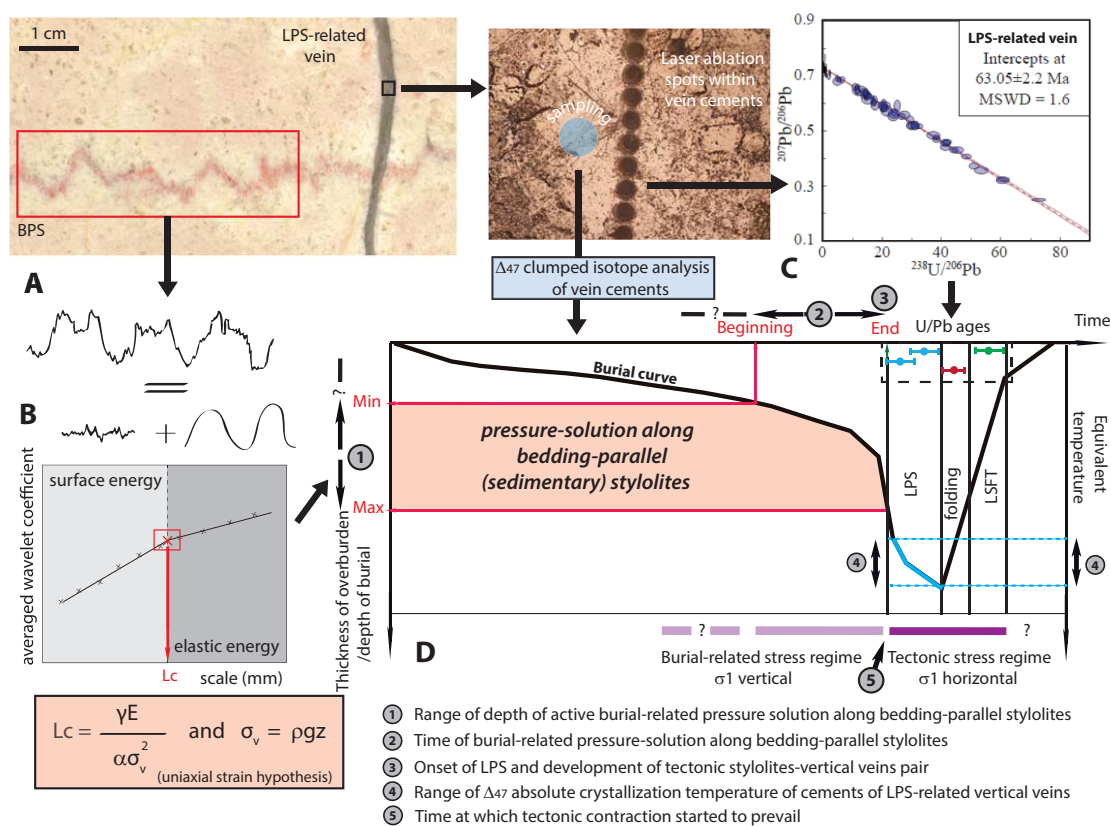 1 cm
LPS-related
vein
BPS
A
Laser ablation
spots within
vein cements
sampling
Δ47 clumped isotope analysis
of vein cements
LPS-related vein
Intercepts at
63.05±2.2 Ma
MSWD = 1.6
207Pb/206Pb
0.9
0.7
0.5
0.3
0.1
0
20
40
60
80
238U/206Pb
C
B
=
+
averaged wavelet coefficient
surface energy
elastic energy
Lc
scale (mm)
Lc = γE / ασv² and σv = ρgz
(uniaxial strain hypothesis)
?
2
3
Beginning
End
U/Pb ages
Time
Burial curve
?
Min
1
Max
pressure-solution along
bedding-parallel
(sedimentary) stylolites
LPS
folding
LSFT
Equivalent
temperature
4
4
Thickness of overburden
/depth of burial
D
?
?
Burial-related stress regime
σ1 vertical
5
Tectonic stress regime
σ1 horizontal
1 Range of depth of active burial-related pressure solution along bedding-parallel stylolites
2 Time of burial-related pressure-solution along bedding-parallel stylolites
3 Onset of LPS and development of tectonic stylolites-vertical veins pair
4 Range of Δ47 absolute crystallization temperature of cements of LPS-related vertical veins
5 Time at which tectonic contraction started to prevail